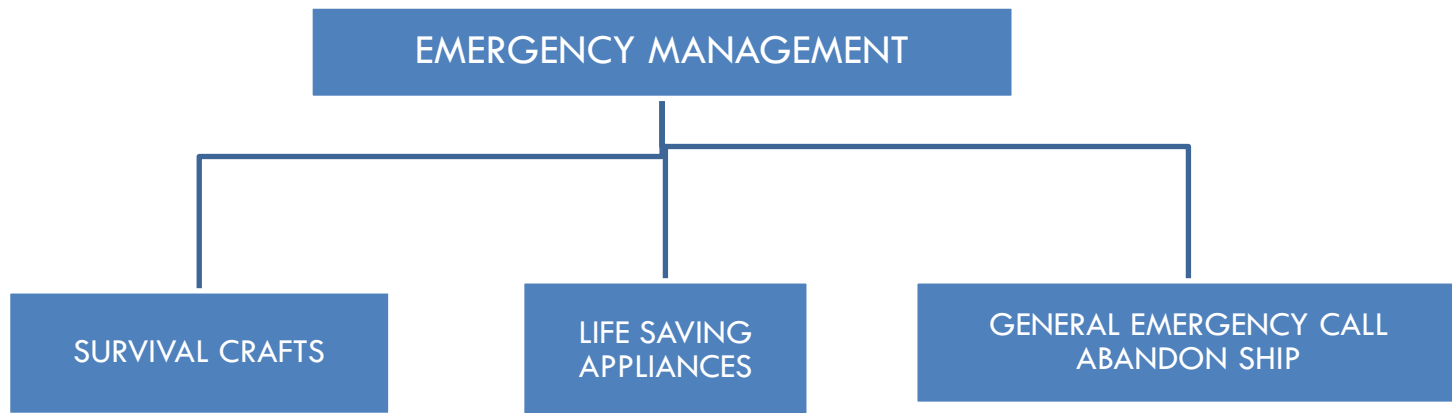 EMERGENCY MANAGEMENT
SURVIVAL CRAFTS
LIFE SAVING
APPLIANCES
GENERAL EMERGENCY CALL
ABANDON SHIP